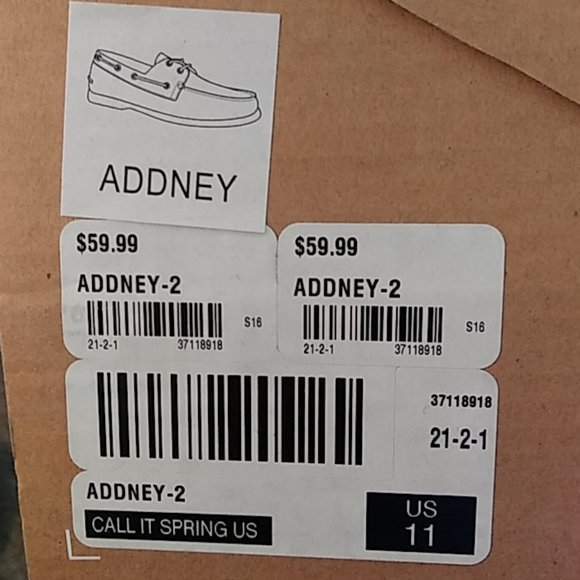 ADDNEY
$59.99
ADDNEY-2
S16
21-2-1 37118918
$59.99
ADDNEY-2
S16
21-2-1 37118918
37118918
21-2-1
ADDNEY-2
CALL IT SPRING US
US
11